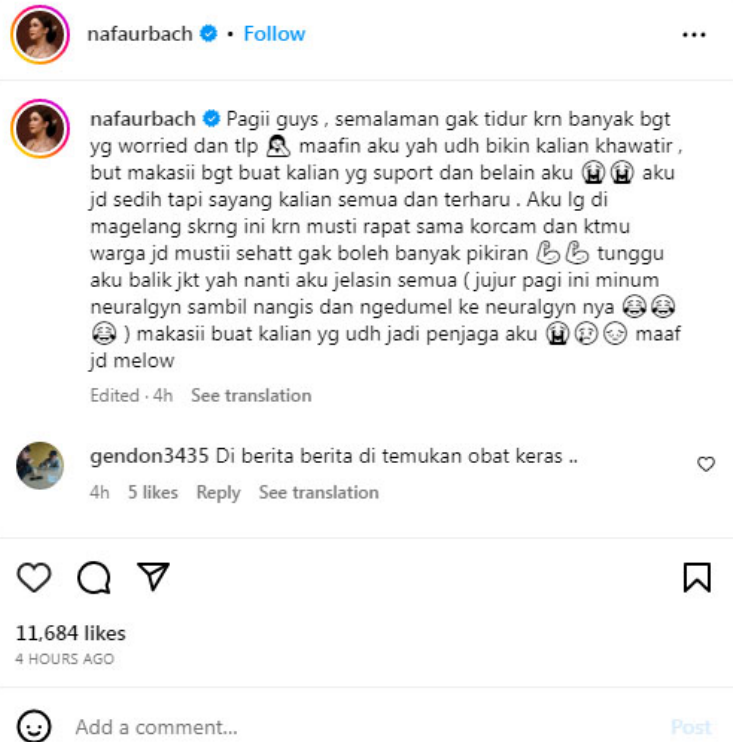 nafaurbach • Follow
nafaurbach Pagii guys , semalaman gak tidur krn banyak bgt
yg worried dan tlp 🤦‍♀️ maafin aku yah udh bikin kalian khawatir ,
but makasii bgt buat kalian yg suport dan belain aku 😭😭 aku
jd sedih tapi sayang kalian semua dan terharu . Aku lg di
magelang skrng ini krn musti rapat sama korcam dan ktmu
warga jd mustii sehatt gak boleh banyak pikiran 💪💪 tunggu
aku balik jkt yah nanti aku jelasin semua ( jujur pagi ini minum
neuralgyn sambil nangis dan ngedumel ke neuralgyn nya 😂😂
😂 ) makasii buat kalian yg udh jadi penjaga aku 😭😢😔 maaf
jd melow
Edited · 4h See translation
gendon3435 Di berita berita di temukan obat keras ..
4h 5 likes Reply See translation
11,684 likes
4 HOURS AGO
Add a comment...
Post